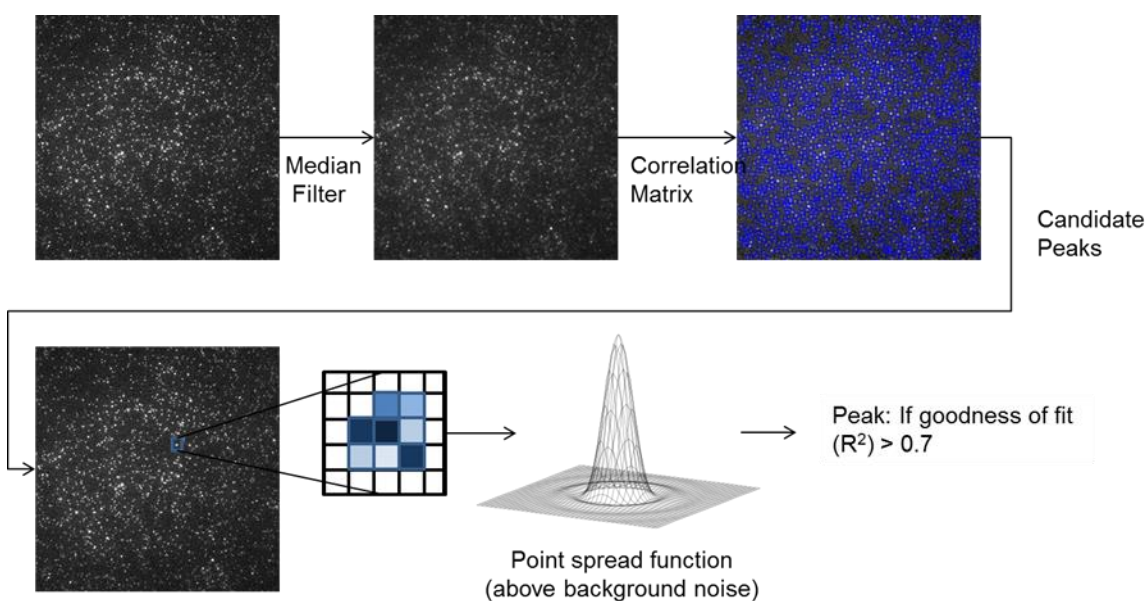 Median
Filter
Correlation
Matrix
Candidate
Peaks
Peak: If goodness of fit
(R²) > 0.7
Point spread function
(above background noise)